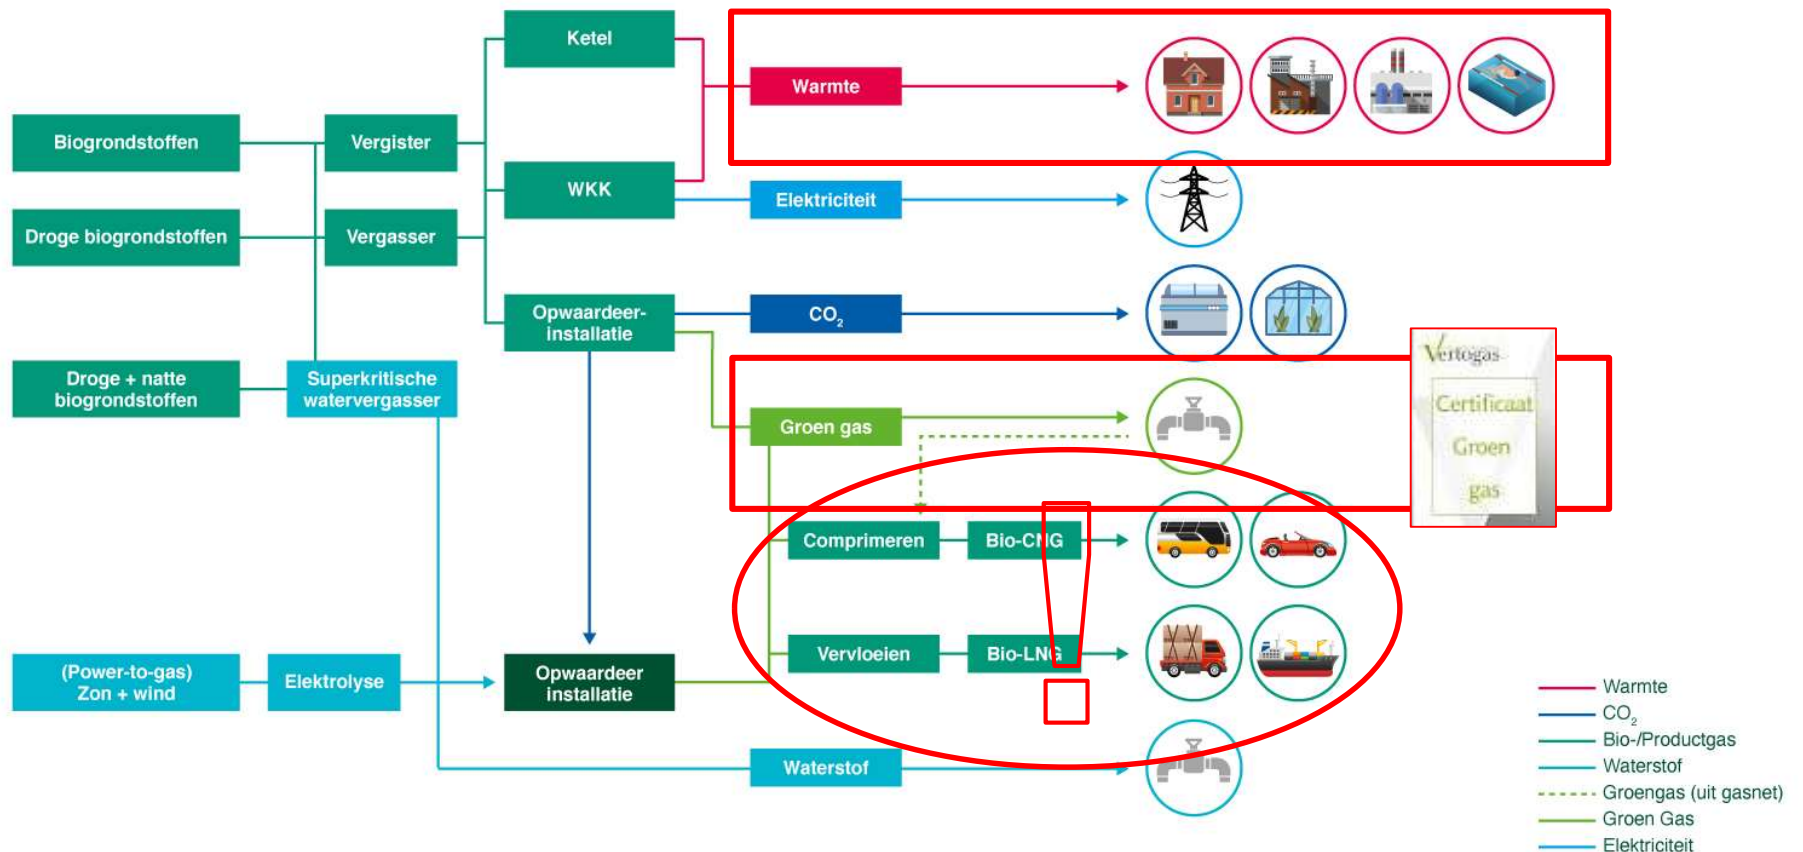 Ketel
Warmte
Biogrondstoffen
Vergister
WKK
Elektriciteit
Droge biogrondstoffen
Vergasser
Opwaardeer-
installatie
CO₂
Droge + natte
biogrondstoffen
Superkritische
watervergasser
Groen gas
Vertogas
Certificaat
Groen
gas
Comprimeren
Bio-CNG
Vervloeien
Bio-LNG
(Power-to-gas)
Zon + wind
Elektrolyse
Opwaardeer
installatie
Waterstof
Warmte
CO₂
Bio-/Productgas
Waterstof
Groengas (uit gasnet)
Groen Gas
Elektriciteit